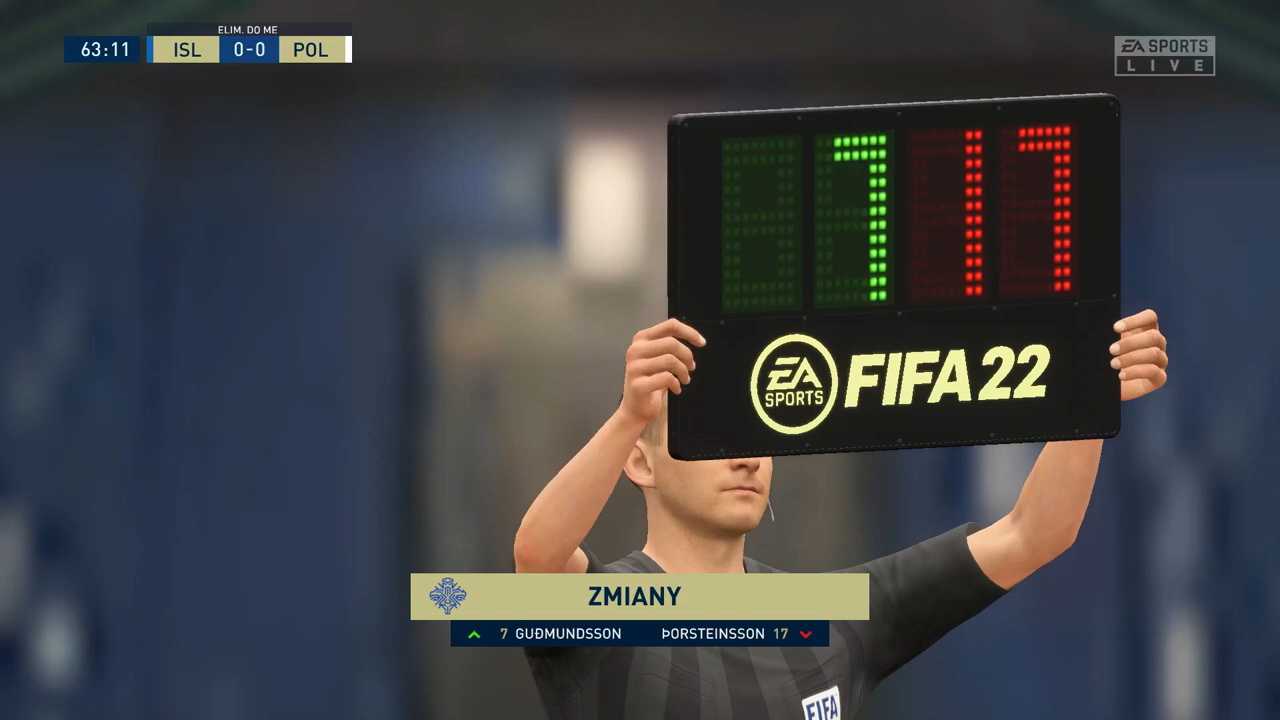 ELIM. DO ME
63:11 ISL 0-0 POL
EA SPORTS
LIVE
7 17
EA SPORTS FIFA 22
ZMIANY
7 GUÐMUNDSSON ÞORSTEINSSON 17
FIFA